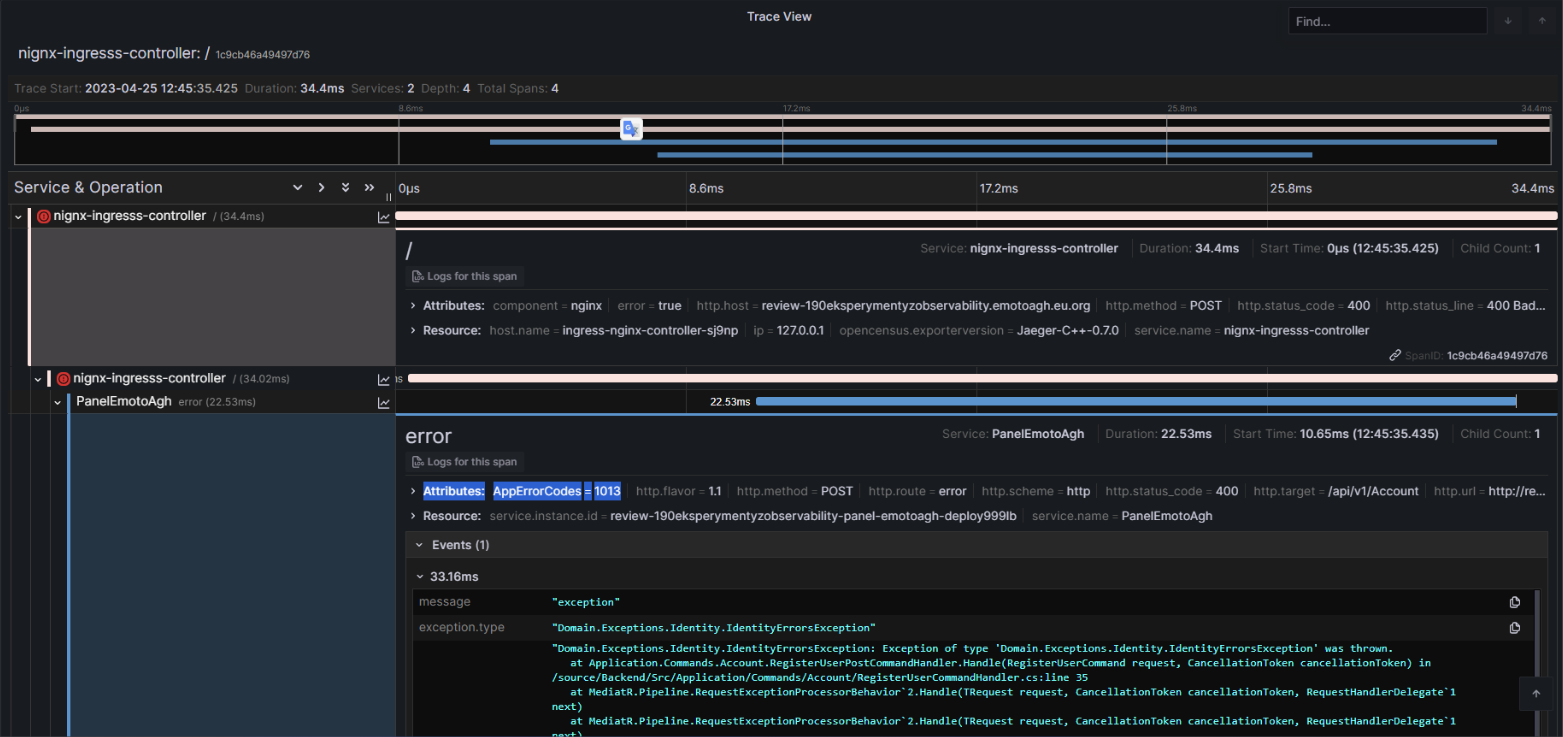 Trace View
Find...
nignx-ingresss-controller: / 1c9cb46a49497d76
Trace Start: 2023-04-25 12:45:35.425 Duration: 34.4ms Services: 2 Depth: 4 Total Spans: 4
0μs 8.6ms 17.2ms 25.8ms 34.4ms
Service & Operation 0μs 8.6ms 17.2ms 25.8ms 34.4ms
nignx-ingresss-controller / (34.4ms)
/ Service: nignx-ingresss-controller Duration: 34.4ms Start Time: 0μs (12:45:35.425) Child Count: 1
Logs for this span
Attributes: component = nginx error = true http.host = review-190eksperymentyzobservability.emotoagh.eu.org http.method = POST http.status_code = 400 http.status_line = 400 Bad...
Resource: host.name = ingress-nginx-controller-sj9np ip = 127.0.0.1 opencensus.exporterversion = Jaeger-C++-0.7.0 service.name = nignx-ingresss-controller
SpanID: 1c9cb46a49497d76
nignx-ingresss-controller / (34.02ms)
PanelEmotoAgh error (22.53ms) 22.53ms
error Service: PanelEmotoAgh Duration: 22.53ms Start Time: 10.65ms (12:45:35.435) Child Count: 1
Logs for this span
Attributes: AppErrorCodes = 1013 http.flavor = 1.1 http.method = POST http.route = error http.scheme = http http.status_code = 400 http.target = /api/v1/Account http.url = http://re...
Resource: service.instance.id = review-190eksperymentyzobservability-panel-emotoagh-deploy999lb service.name = PanelEmotoAgh
Events (1)
33.16ms
message "exception"
exception.type "Domain.Exceptions.Identity.IdentityErrorsException"
"Domain.Exceptions.Identity.IdentityErrorsException: Exception of type 'Domain.Exceptions.Identity.IdentityErrorsException' was thrown.
at Application.Commands.Account.RegisterUserPostCommandHandler.Handle(RegisterUserCommand request, CancellationToken cancellationToken) in
/source/Backend/Src/Application/Commands/Account/RegisterUserCommandHandler.cs:line 35
at MediatR.Pipeline.RequestExceptionProcessorBehavior`2.Handle(TRequest request, CancellationToken cancellationToken, RequestHandlerDelegate`1
next)
at MediatR.Pipeline.RequestExceptionProcessorBehavior`2.Handle(TRequest request, CancellationToken cancellationToken, RequestHandlerDelegate`1
next)